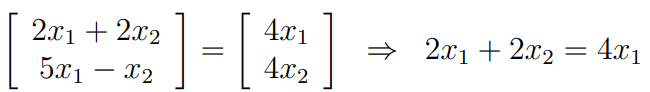 [ 2x₁ + 2x₂ ] = [ 4x₁ ] ⇒ 2x₁ + 2x₂ = 4x₁
[ 5x₁ − x₂ ] [ 4x₂ ]